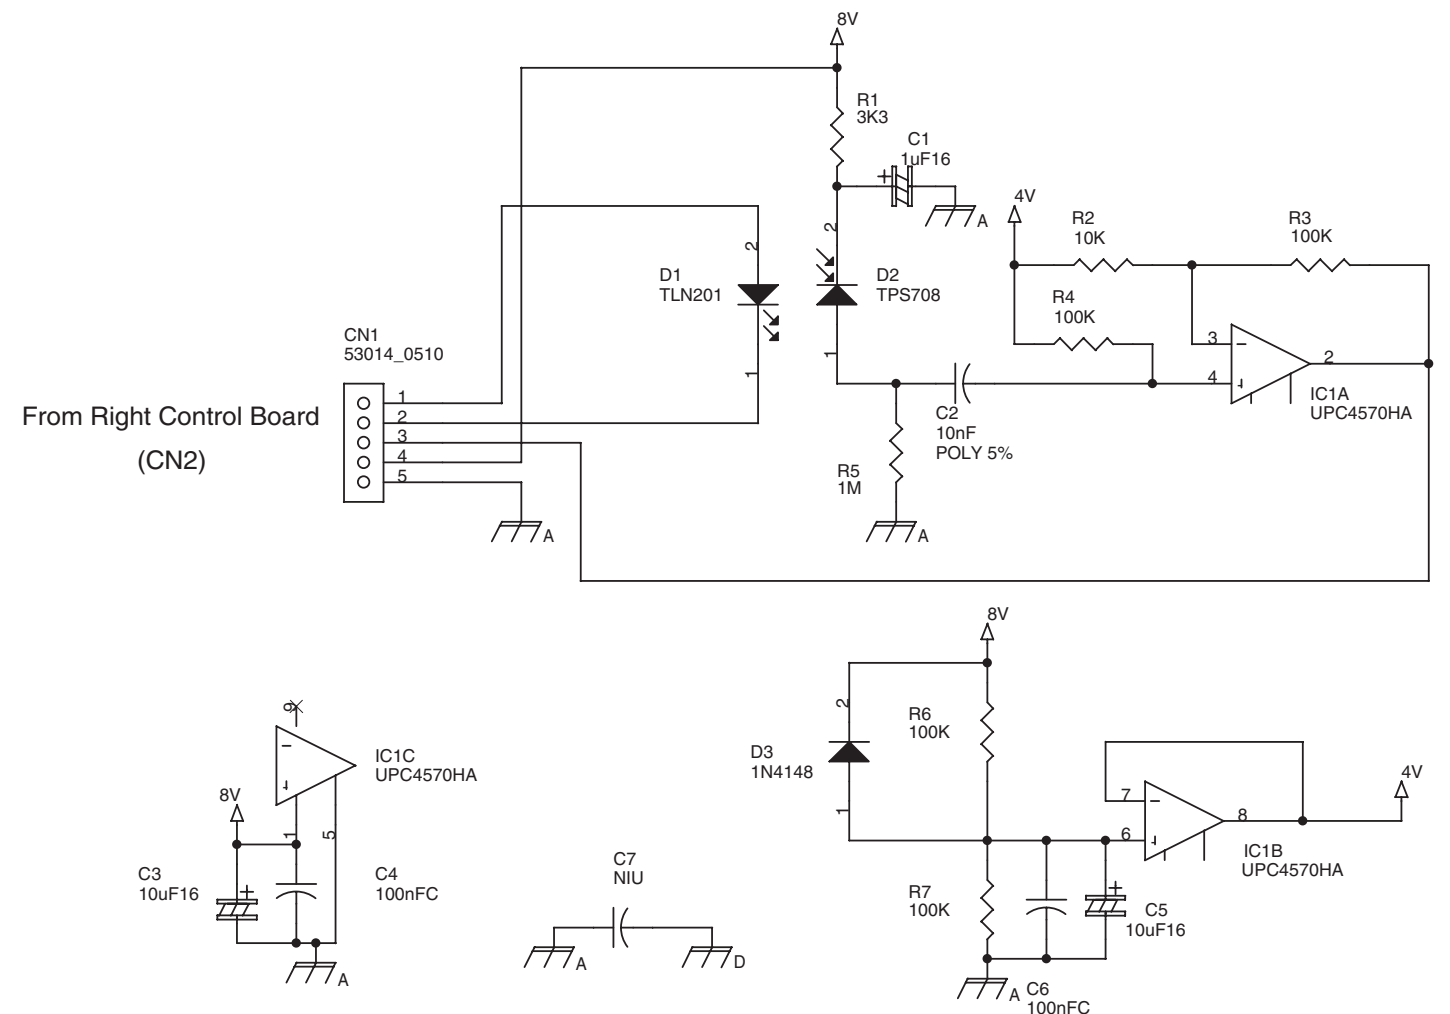 8V
R1
3K3
C1
1uF16
+
A
4V
R2
10K
R3
100K
2
2
D1
TLN201
D2
TPS708
R4
100K
CN1
53014_0510
1
1
3
2
4
IC1A
UPC4570HA
From Right Control Board
(CN2)
1
2
3
4
5
C2
10nF
POLY 5%
R5
1M
A
A
8V
9
IC1C
UPC4570HA
8V
1
5
C3
10uF16
+
C4
100nFC
A
C7
NIU
A
D
2
R6
100K
D3
1N4148
1
7
6
8
4V
IC1B
UPC4570HA
R7
100K
+
C5
10uF16
A
C6
100nFC